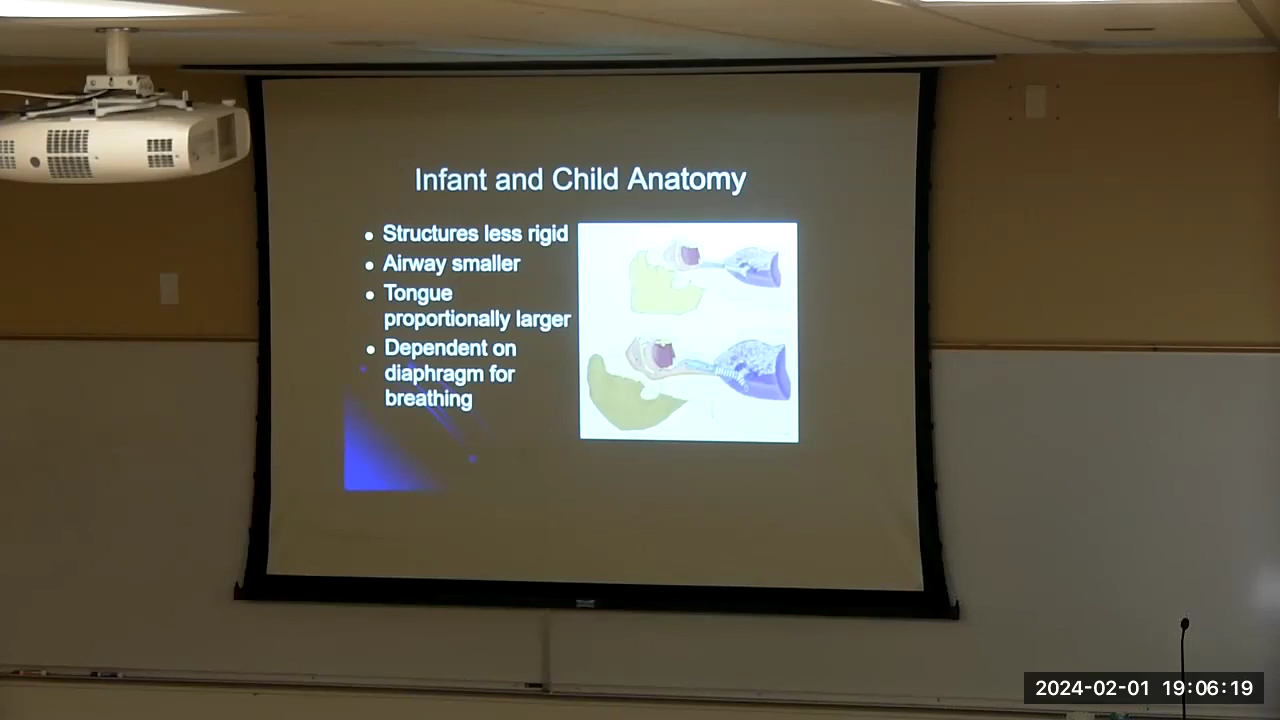 Infant and Child Anatomy
Structures less rigid
Airway smaller
Tongue
proportionally larger
Dependent on
diaphragm for
breathing
2024-02-01 19:06:19